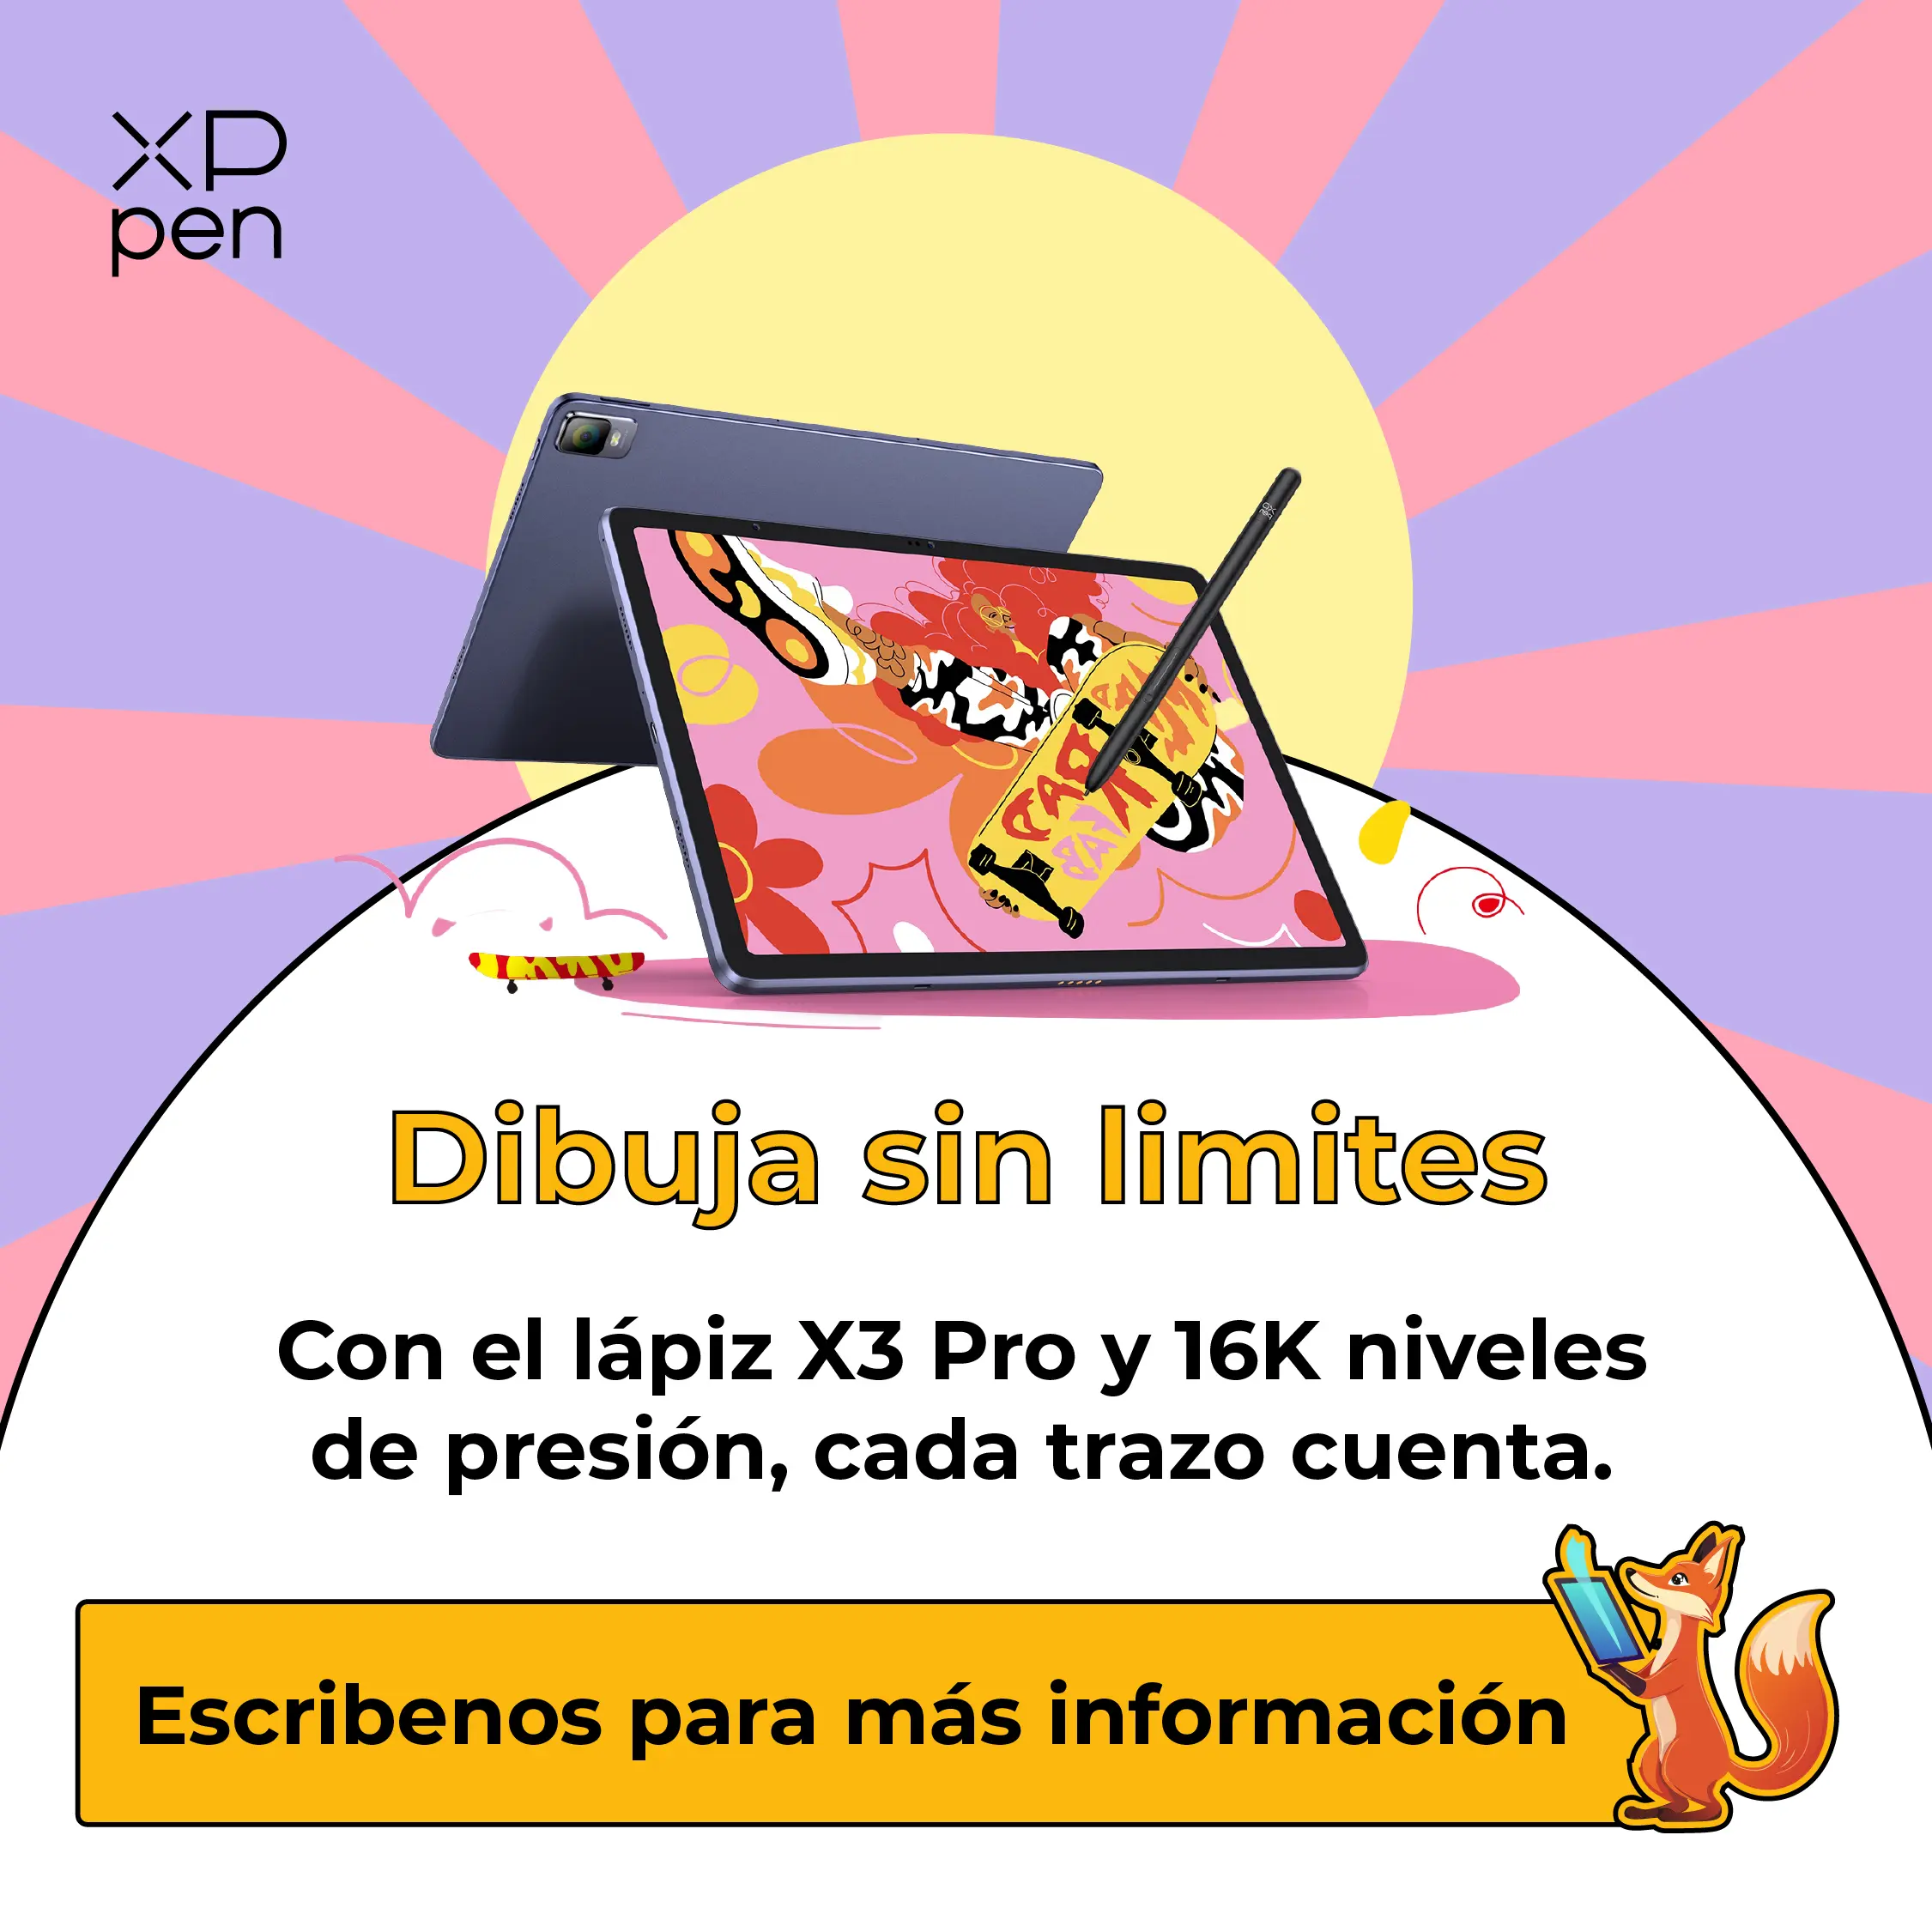 XP
pen
Dibuja sin limites
Con el lápiz X3 Pro y 16K niveles
de presión, cada trazo cuenta.
Escribenos para más información